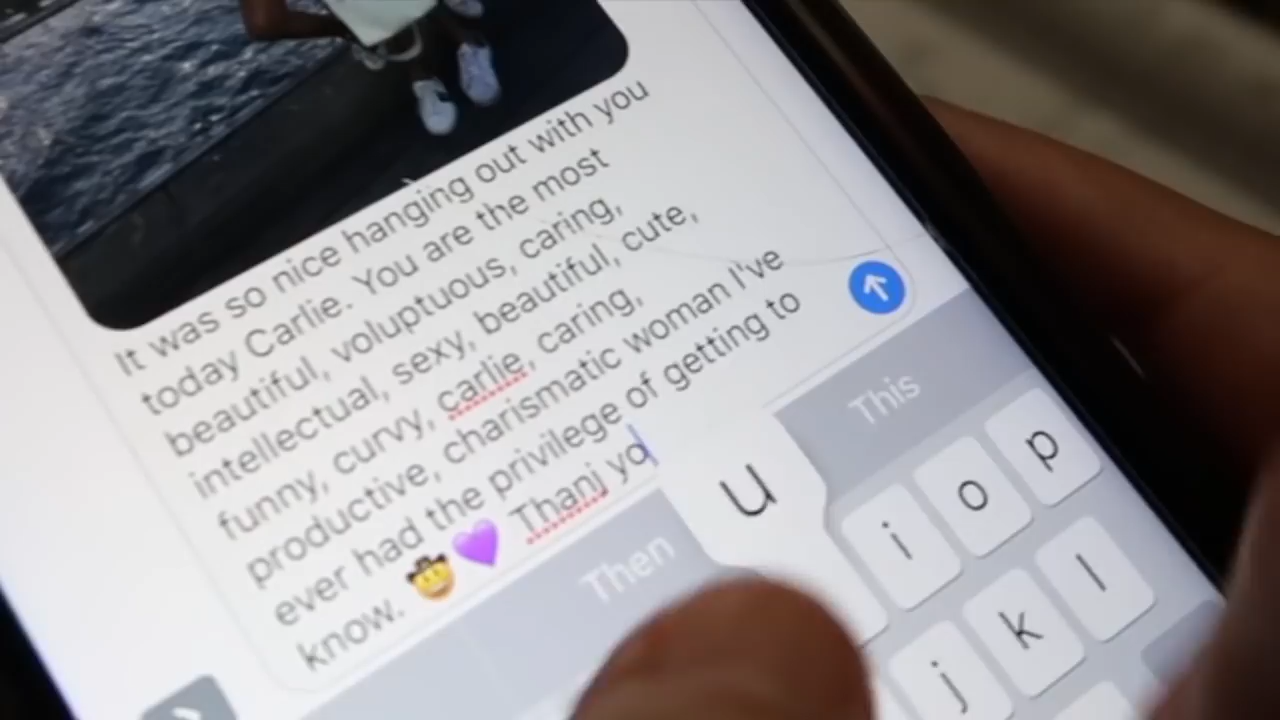 It was so nice hanging out with you
today Carlie. You are the most
beautiful, voluptuous, caring,
intellectual, sexy, beautiful, cute,
funny, curvy, carlie, caring,
productive, charismatic woman I've
ever had the privilege of getting to
know. 🤠💜 Thanj yo
Then
This
u
i
o
p
j
k
l